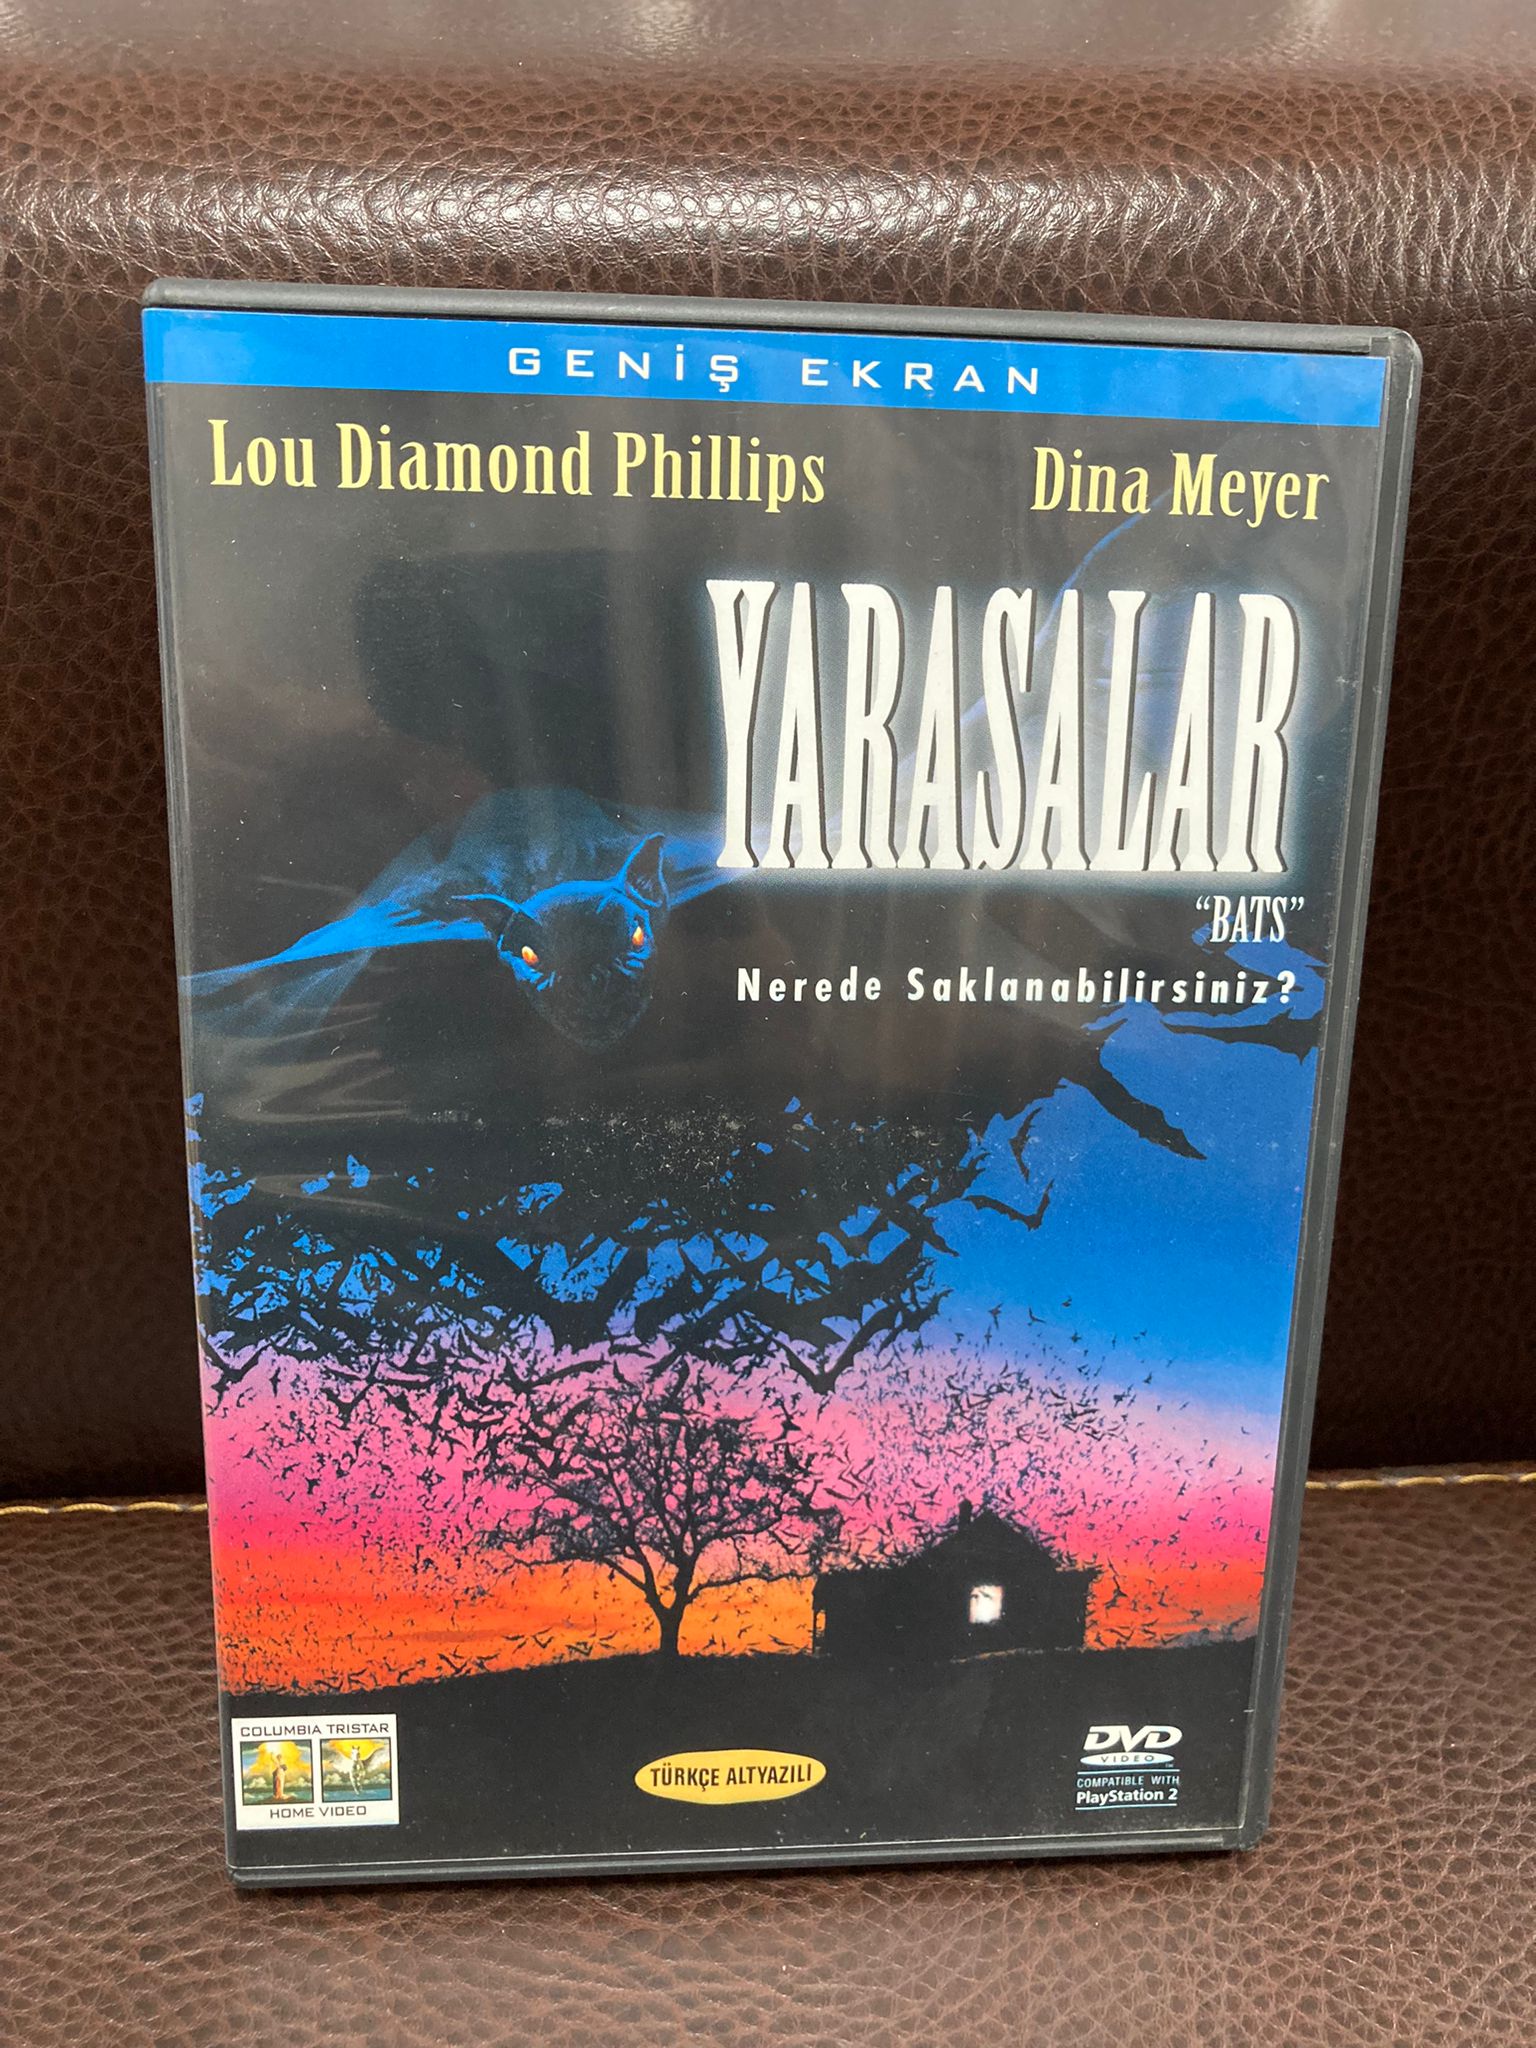 GENİŞ EKRAN
Lou Diamond Phillips
Dina Meyer
YARASALAR
“BATS”
Nerede Saklanabilirsiniz?
COLUMBIA TRISTAR
HOME VIDEO
TÜRKÇE ALTYAZILI
DVD
VIDEO™
COMPATIBLE WITH
PlayStation 2